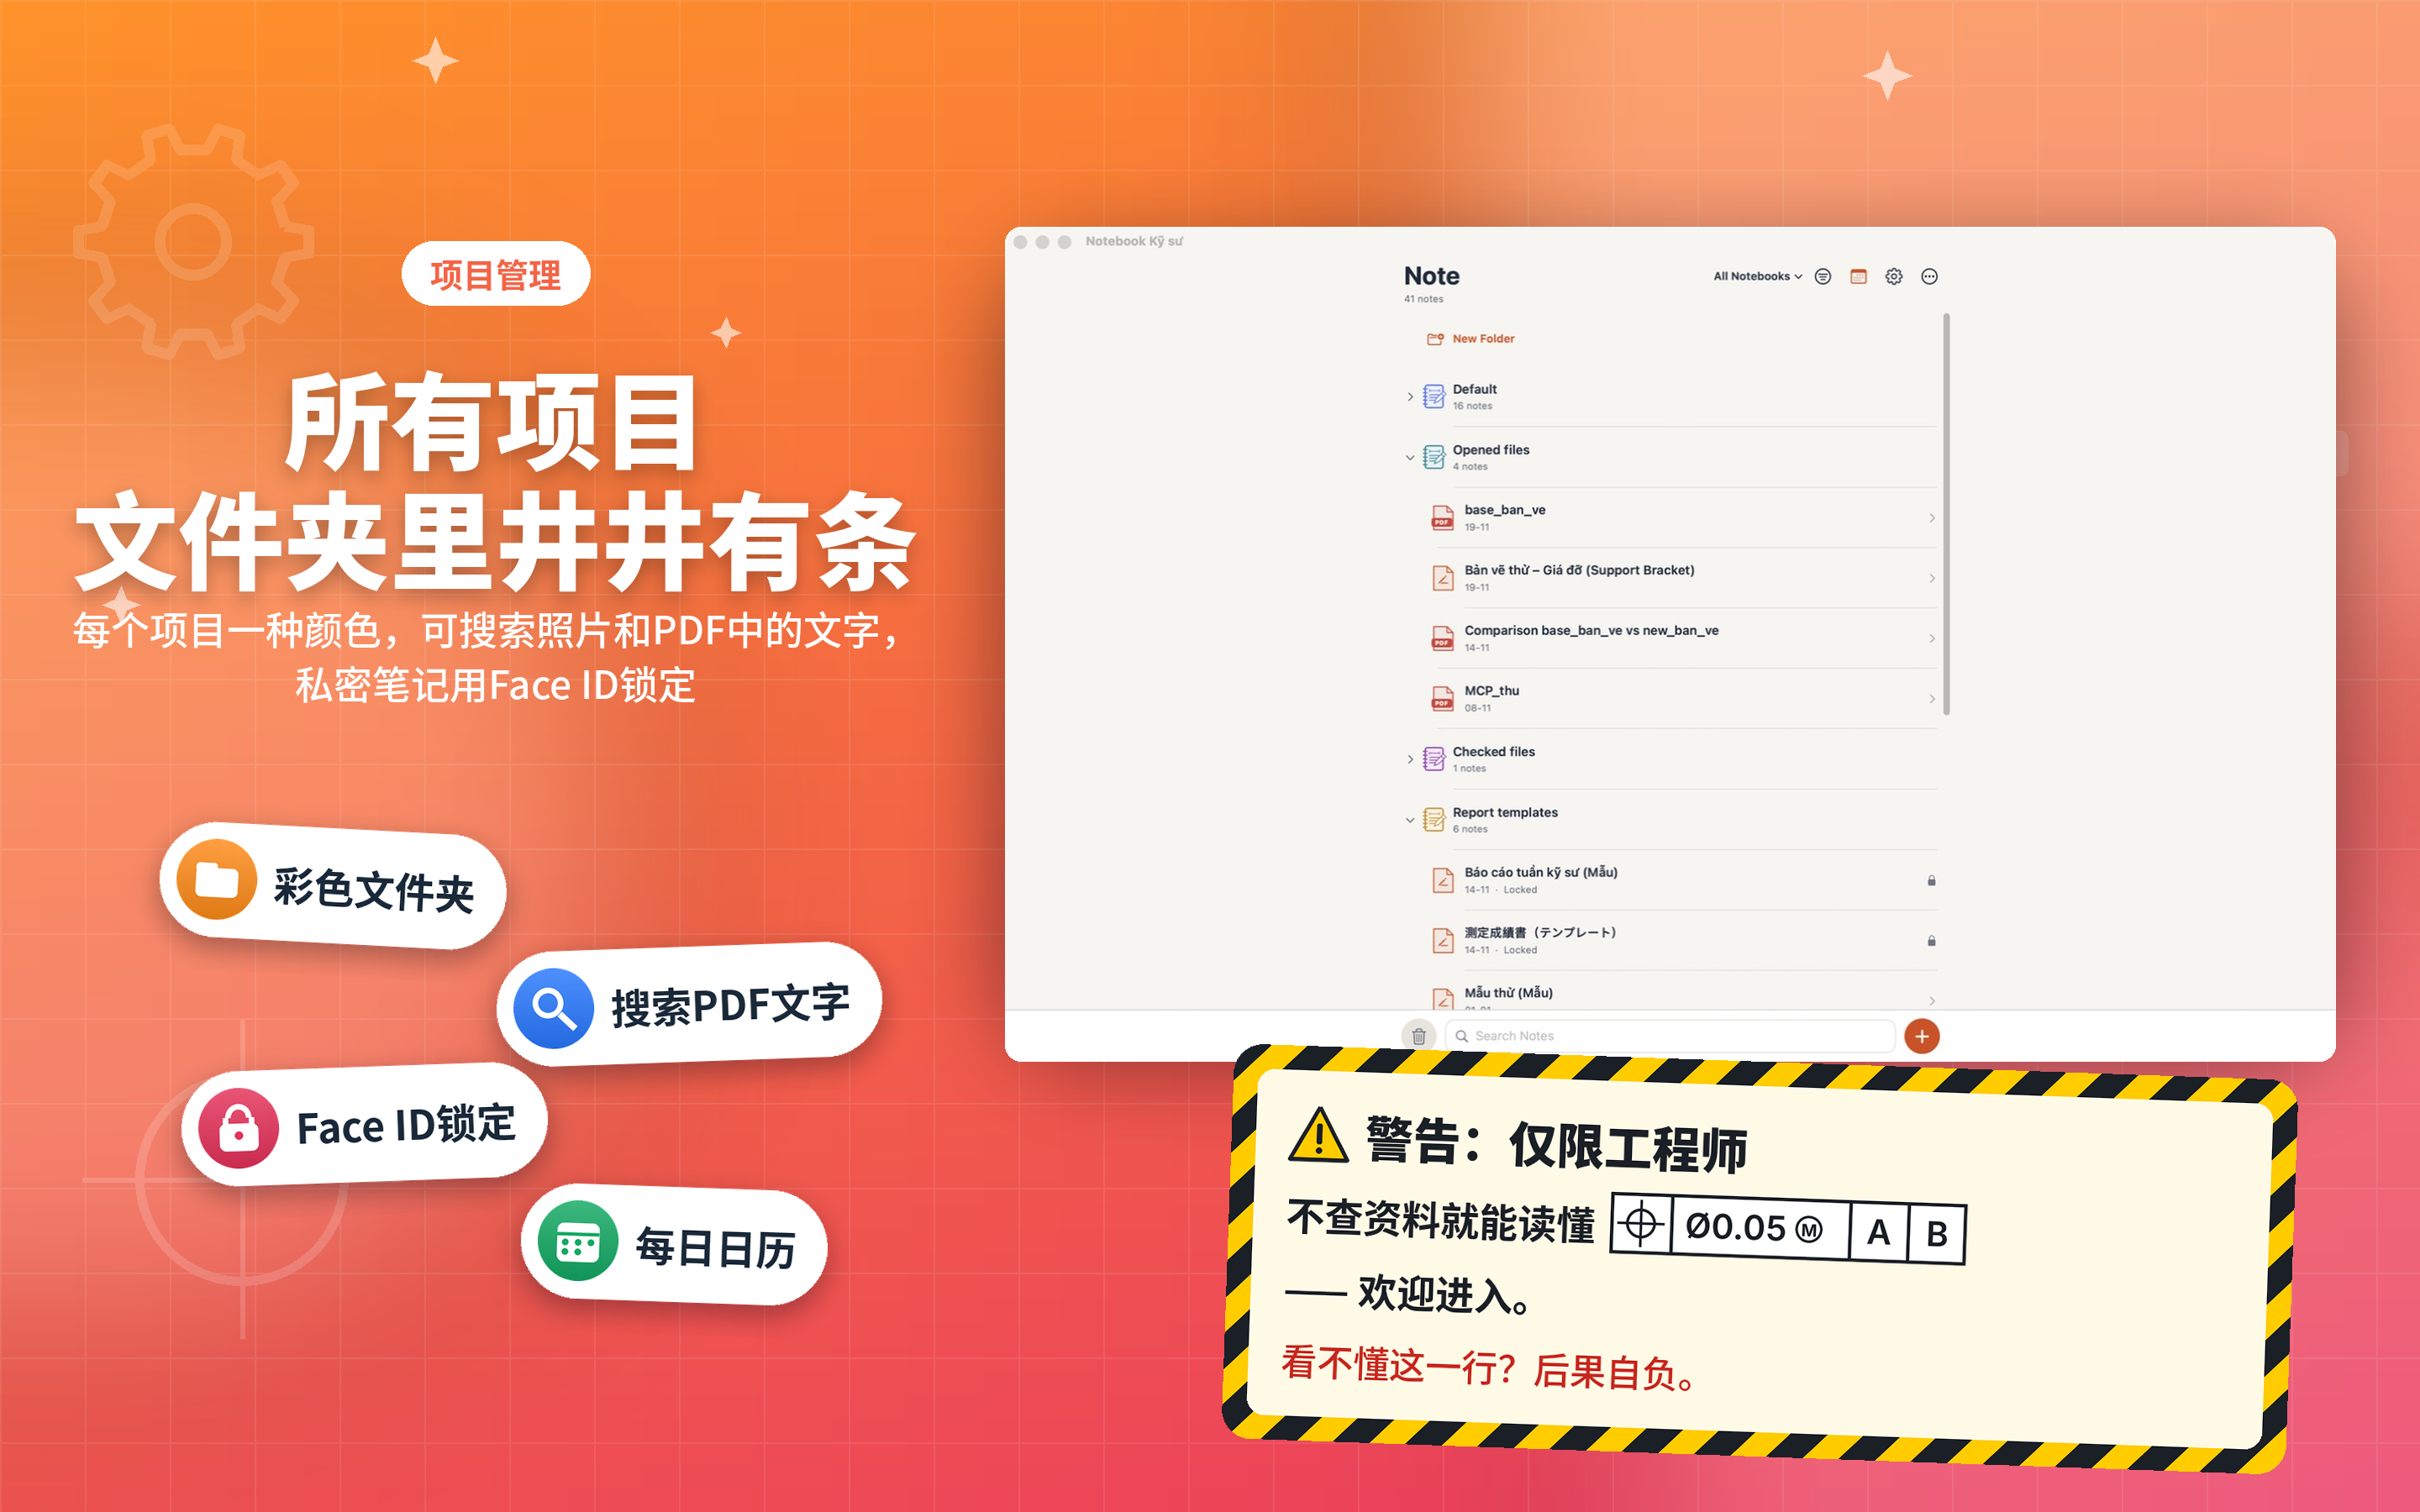 项目管理
所有项目
文件夹里井井有条
每个项目一种颜色，可搜索照片和PDF中的文字，
私密笔记用Face ID锁定
彩色文件夹
搜索PDF文字
Face ID锁定
每日日历
Notebook Kỹ sư
Note
All Notebooks
41 notes
New Folder
Default
16 notes
Opened files
4 notes
base_ban_ve
19-11
Bản vẽ thử – Giá đỡ (Support Bracket)
19-11
Comparison base_ban_ve vs new_ban_ve
14-11
MCP_thu
08-11
Checked files
1 notes
Report templates
6 notes
Báo cáo tuần kỹ sư (Mẫu)
14-11 · Locked
測定成績書（テンプレート）
14-11 · Locked
Mẫu thử (Mẫu)
Search Notes
警告：仅限工程师
不查资料就能读懂 Ø0.05 Ⓜ A B
—— 欢迎进入。
看不懂这一行？后果自负。